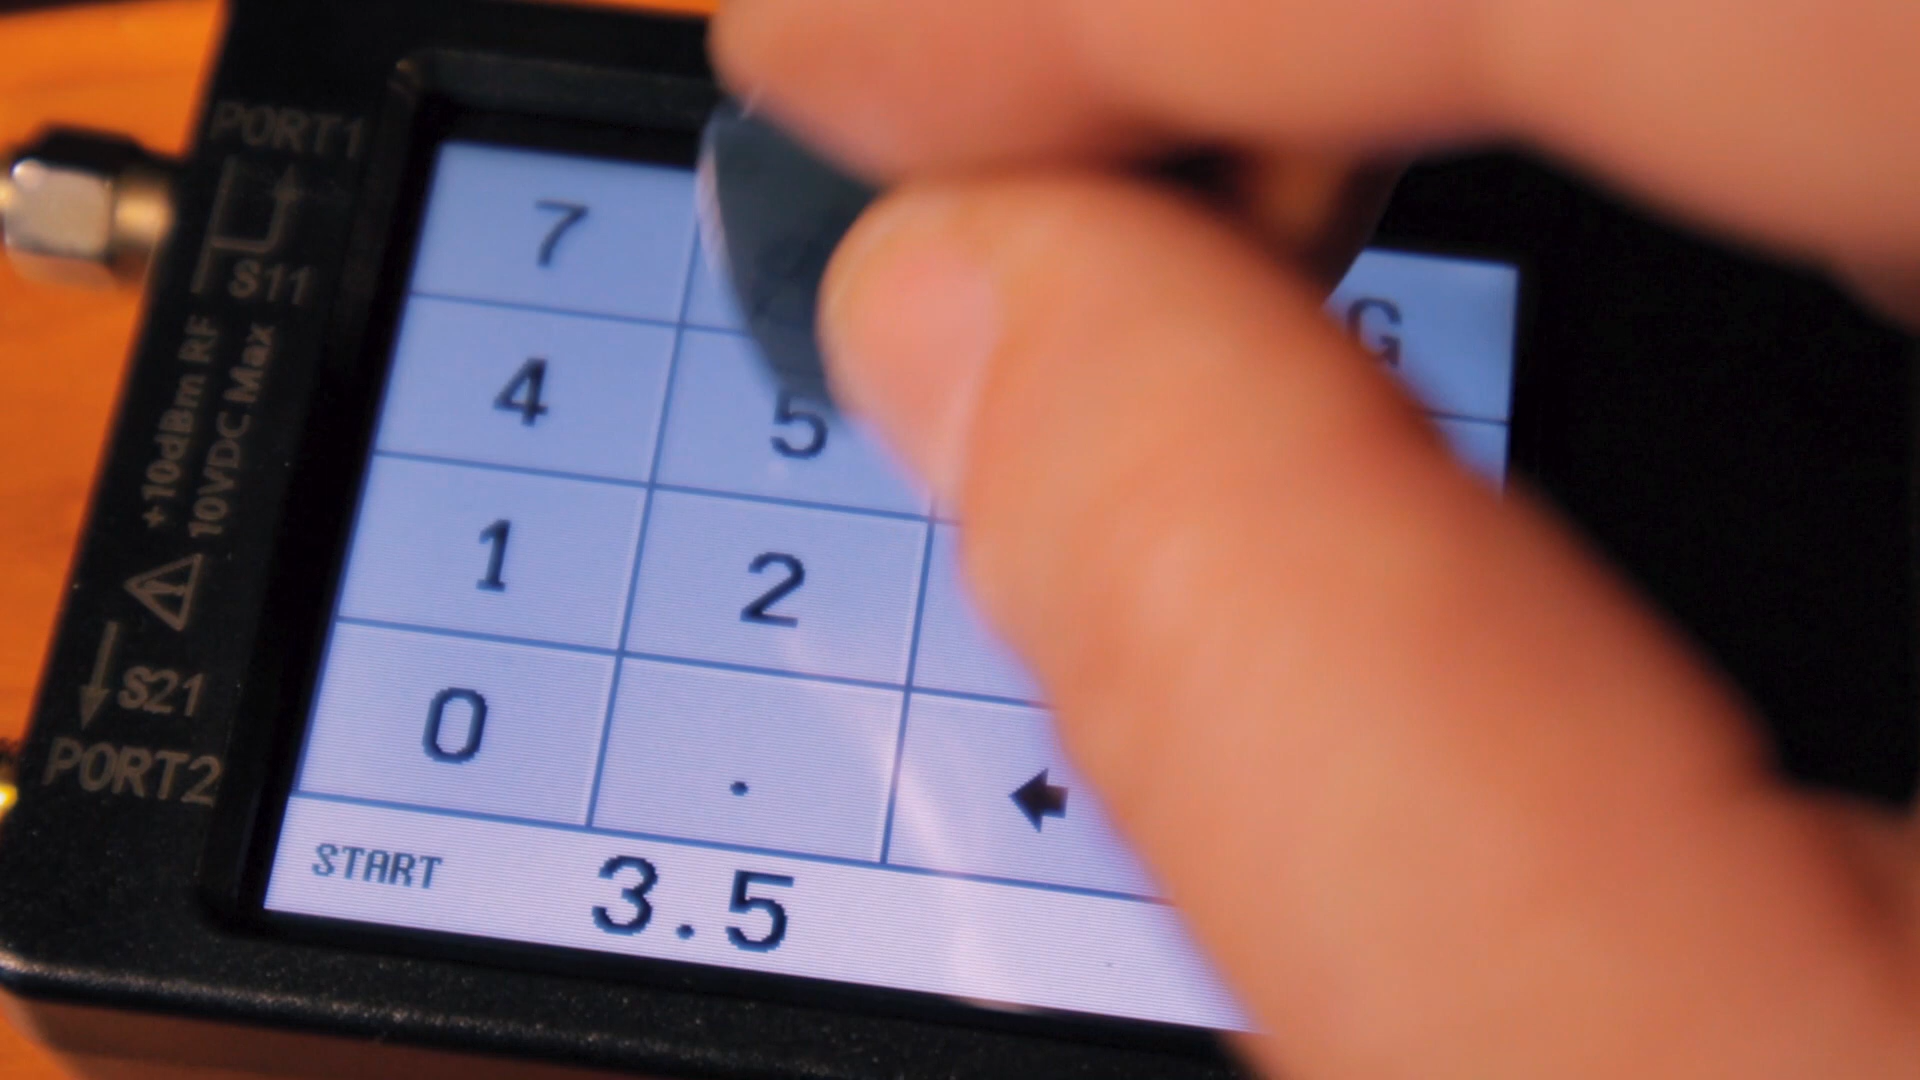 PORT1
S11
+10dBm RF
10VDC Max
S21
PORT2
7
G
4
5
1
2
0
.
START 3.5